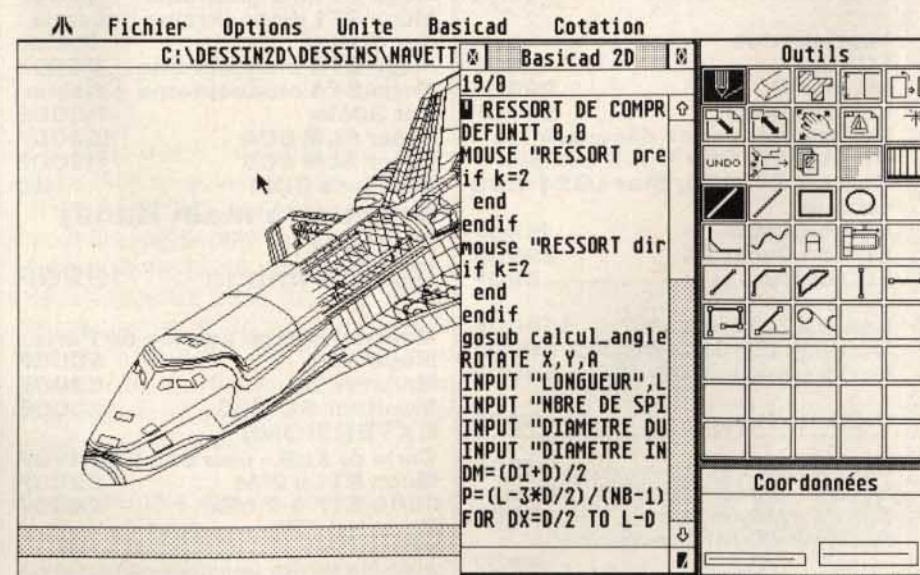 Fichier Options Unite Basicad Cotation
C:\DESSIN2D\DESSINS\NAVETT
Basicad 2D
19/0
RESSORT DE COMPR
DEFUNIT 0,0
MOUSE "RESSORT pre
if k=2
end
endif
mouse "RESSORT dir
if k=2
end
endif
gosub calcul_angle
ROTATE X,Y,A
INPUT "LONGUEUR",L
INPUT "NBRE DE SPI
INPUT "DIAMETRE DU
INPUT "DIAMETRE IN
DM=(DI+D)/2
P=(L-3*D/2)/(NB-1)
FOR DX=D/2 TO L-D
Outils
UNDO
Coordonnées